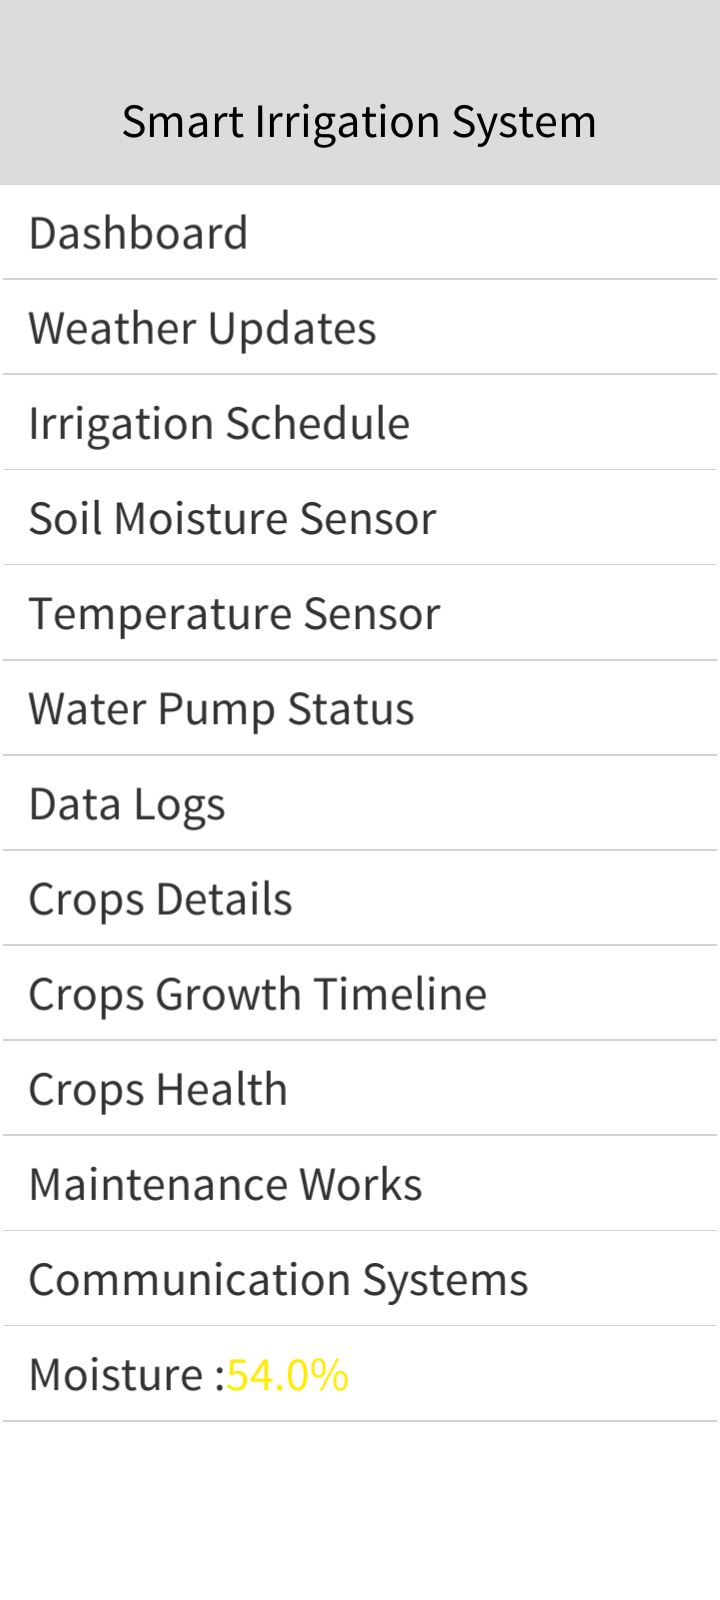 Smart Irrigation System
Dashboard
Weather Updates
Irrigation Schedule
Soil Moisture Sensor
Temperature Sensor
Water Pump Status
Data Logs
Crops Details
Crops Growth Timeline
Crops Health
Maintenance Works
Communication Systems
Moisture :54.0%